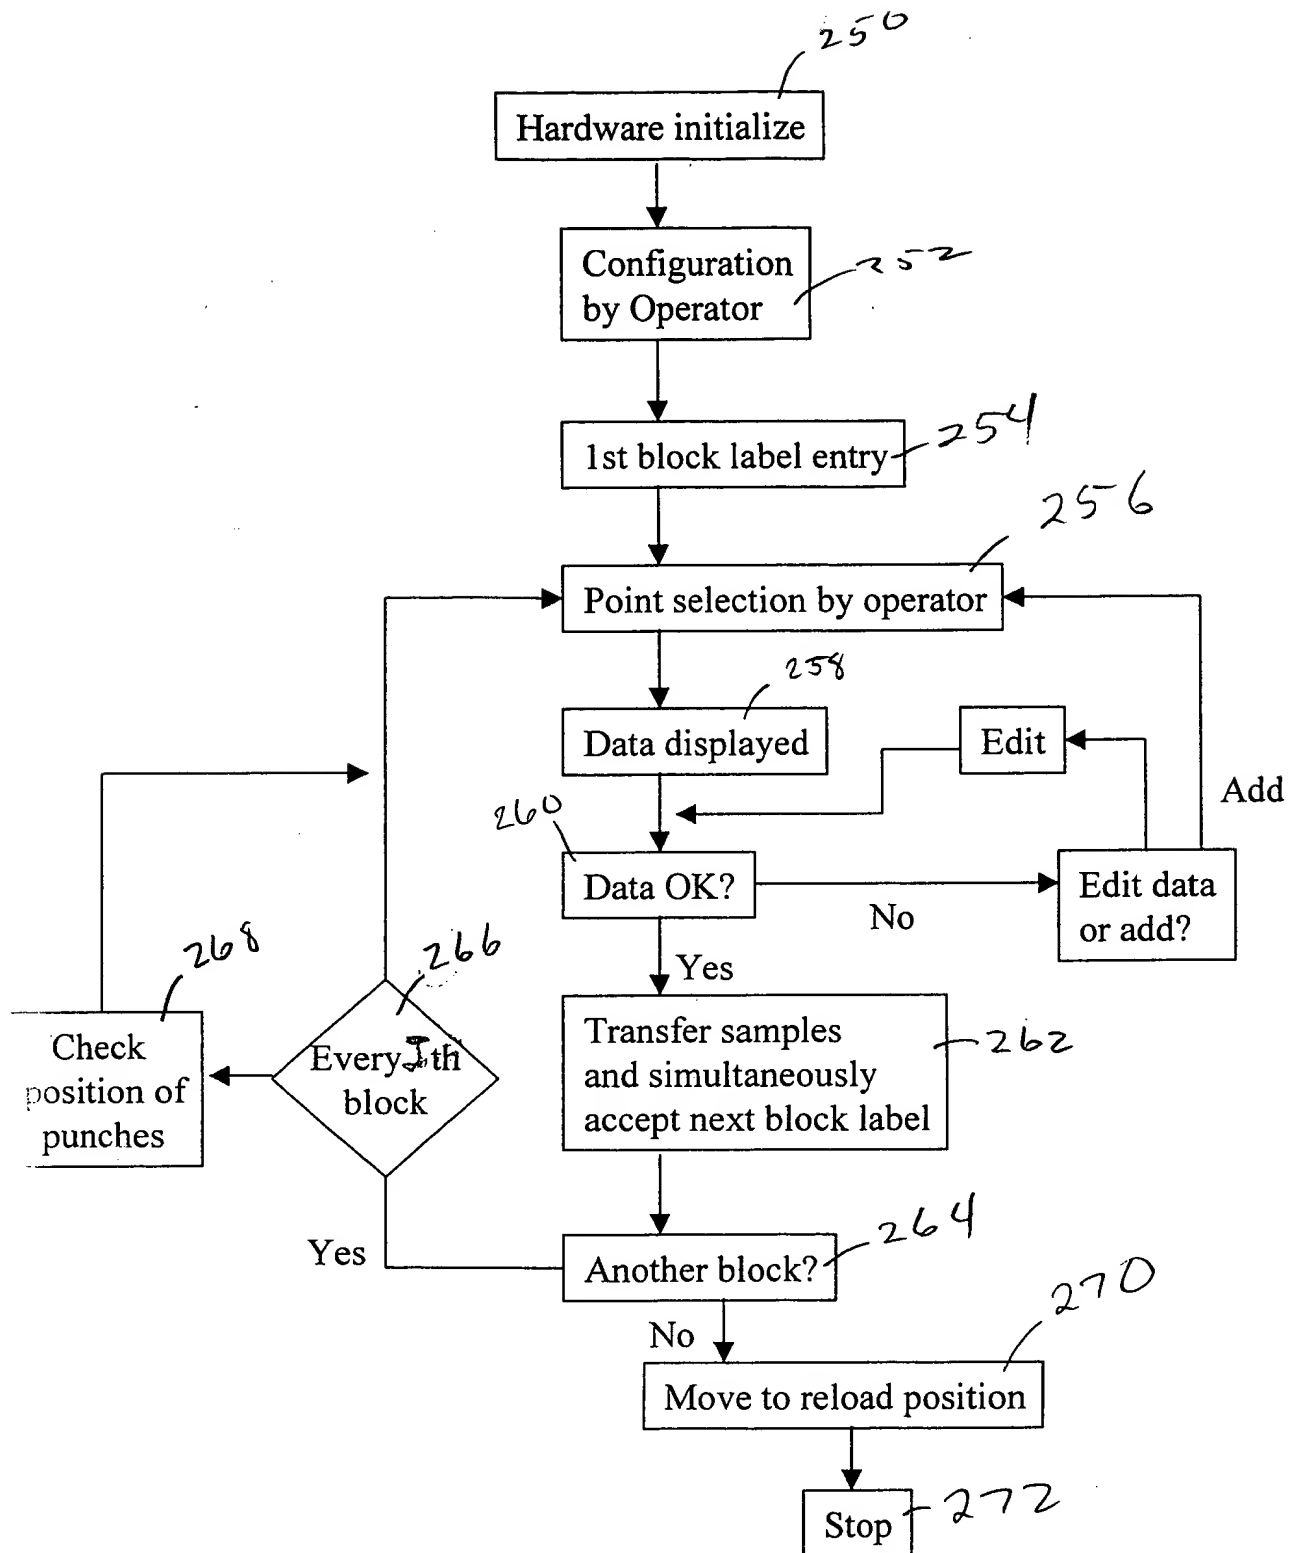 250
Hardware initialize
Configuration
by Operator
252
1st block label entry
254
256
Point selection by operator
258
Data displayed
Edit
Add
260
Data OK?
No
Edit data
or add?
Yes
268
266
Check
position of
punches
Every Ith
block
Transfer samples
and simultaneously
accept next block label
262
Yes
Another block?
264
No
270
Move to reload position
Stop
272